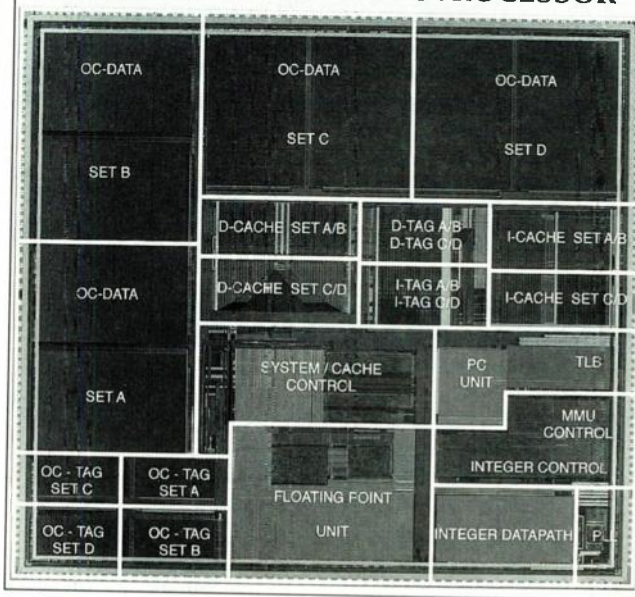 OC-DATA
SET B
OC-DATA
SET C
OC-DATA
SET D
D-CACHE SET A/B
D-TAG A/B
D-TAG C/D
I-CACHE SET A/B
OC-DATA
SET A
D-CACHE SET C/D
I-TAG A/B
I-TAG C/D
I-CACHE SET C/D
SYSTEM / CACHE
CONTROL
PC
UNIT
TLB
MMU
CONTROL
INTEGER CONTROL
OC - TAG
SET C
OC - TAG
SET A
FLOATING POINT
UNIT
OC - TAG
SET D
OC - TAG
SET B
INTEGER DATAPATH
PLL